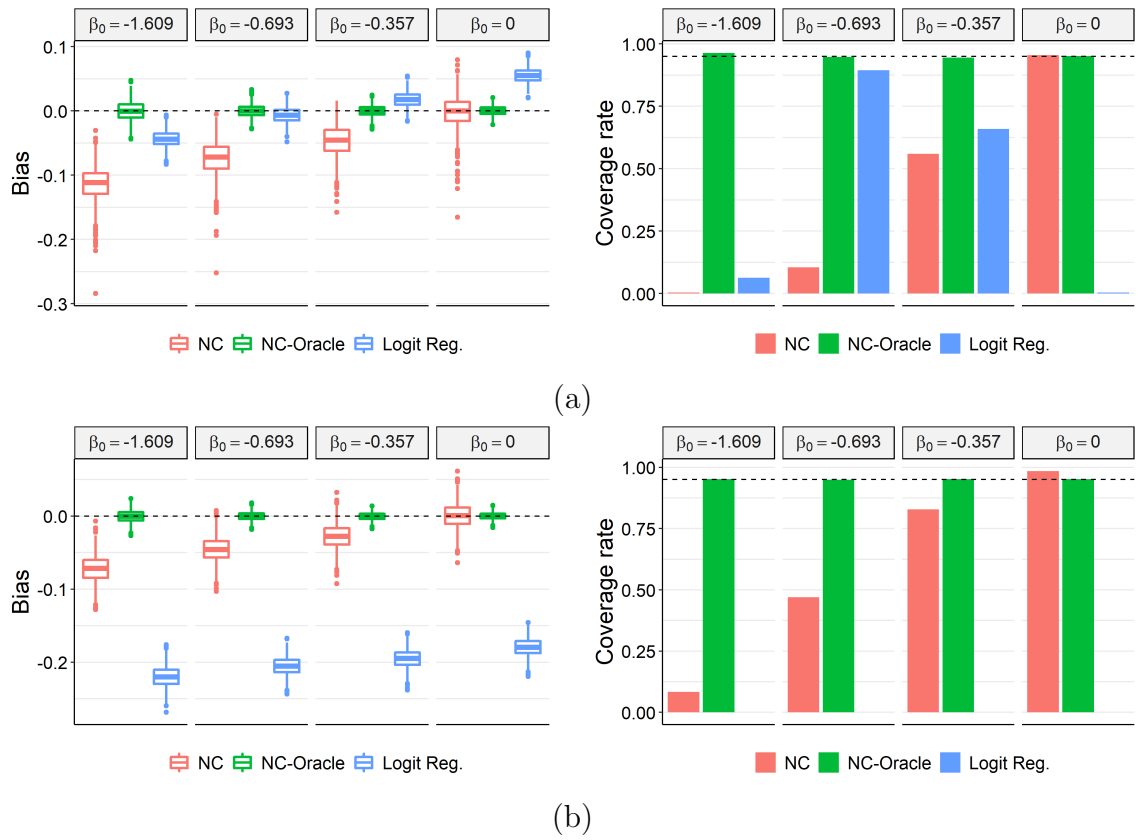 β₀ = -1.609 β₀ = -0.693 β₀ = -0.357 β₀ = 0
0.1
0.0
-0.1
-0.2
-0.3
Bias
NC NC-Oracle Logit Reg.
β₀ = -1.609 β₀ = -0.693 β₀ = -0.357 β₀ = 0
1.00
0.75
0.50
0.25
0.00
Coverage rate
NC NC-Oracle Logit Reg.
(a)
β₀ = -1.609 β₀ = -0.693 β₀ = -0.357 β₀ = 0
0.0
-0.1
-0.2
Bias
NC NC-Oracle Logit Reg.
β₀ = -1.609 β₀ = -0.693 β₀ = -0.357 β₀ = 0
1.00
0.75
0.50
0.25
0.00
Coverage rate
NC NC-Oracle Logit Reg.
(b)